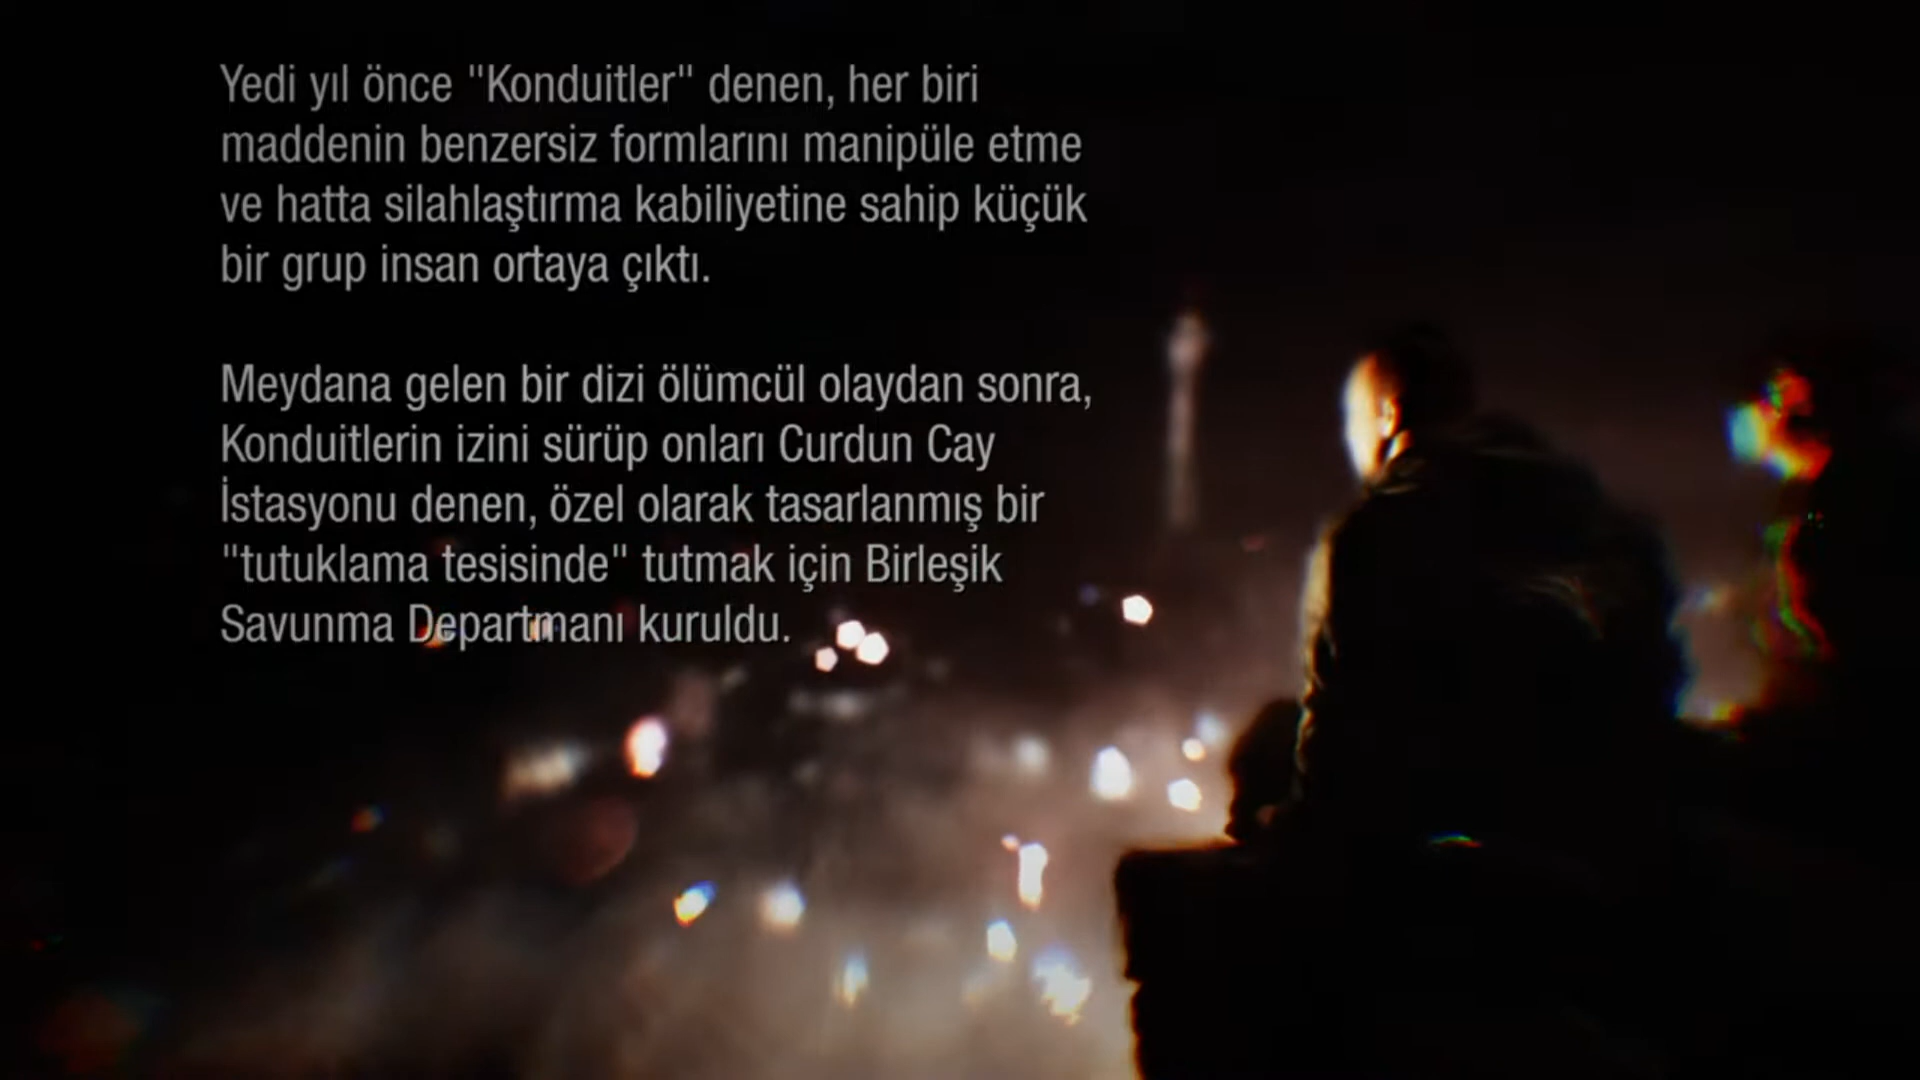 Yedi yıl önce "Konduitler" denen, her biri
maddenin benzersiz formlarını manipüle etme
ve hatta silahlaştırma kabiliyetine sahip küçük
bir grup insan ortaya çıktı.
Meydana gelen bir dizi ölümcül olaydan sonra,
Konduitlerin izini sürüp onları Curdun Cay
İstasyonu denen, özel olarak tasarlanmış bir
"tutuklama tesisinde" tutmak için Birleşik
Savunma Departmanı kuruldu.